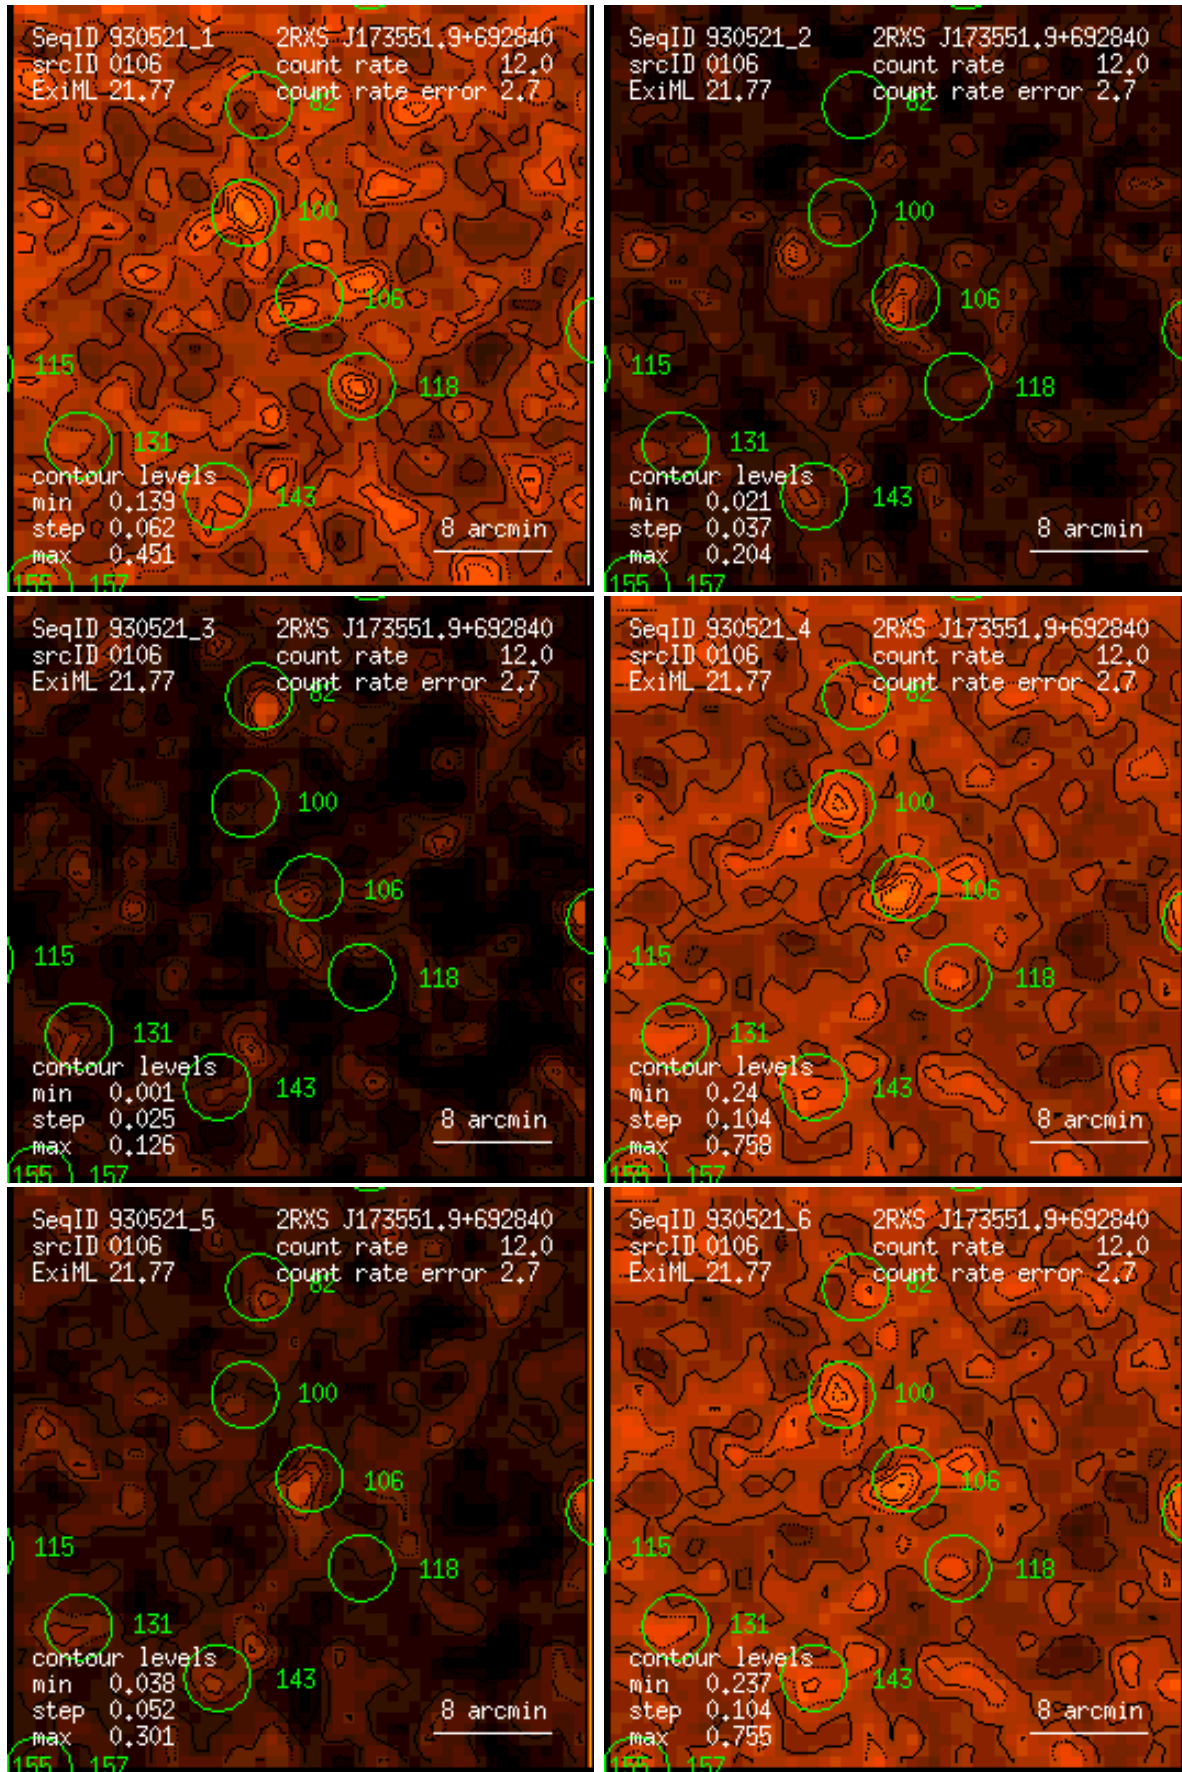 SeqID 930521_1 2RXS J173551.9+692840
srcID 0106 count rate 12.0
ExiML 21.77 count rate error 2.7
82
100
106
115
118
131
contour levels
min 0.139
143
step 0.062 8 arcmin
max 0.451
155 157
SeqID 930521_2 2RXS J173551.9+692840
srcID 0106 count rate 12.0
ExiML 21.77 count rate error 2.7
82
100
106
115
118
131
contour levels
min 0.021
143
step 0.037 8 arcmin
max 0.204
155 157
SeqID 930521_3 2RXS J173551.9+692840
srcID 0106 count rate 12.0
ExiML 21.77 count rate error 2.7
82
100
106
115
118
131
contour levels
min 0.001
143
step 0.025 8 arcmin
max 0.126
155 157
SeqID 930521_4 2RXS J173551.9+692840
srcID 0106 count rate 12.0
ExiML 21.77 count rate error 2.7
82
100
106
115
118
131
contour levels
min 0.24
143
step 0.104 8 arcmin
max 0.758
155 157
SeqID 930521_5 2RXS J173551.9+692840
srcID 0106 count rate 12.0
ExiML 21.77 count rate error 2.7
82
100
106
115
118
131
contour levels
min 0.038
143
step 0.052 8 arcmin
max 0.301
155 157
SeqID 930521_6 2RXS J173551.9+692840
srcID 0106 count rate 12.0
ExiML 21.77 count rate error 2.7
82
100
106
115
118
131
contour levels
min 0.237
143
step 0.104 8 arcmin
max 0.755
155 157